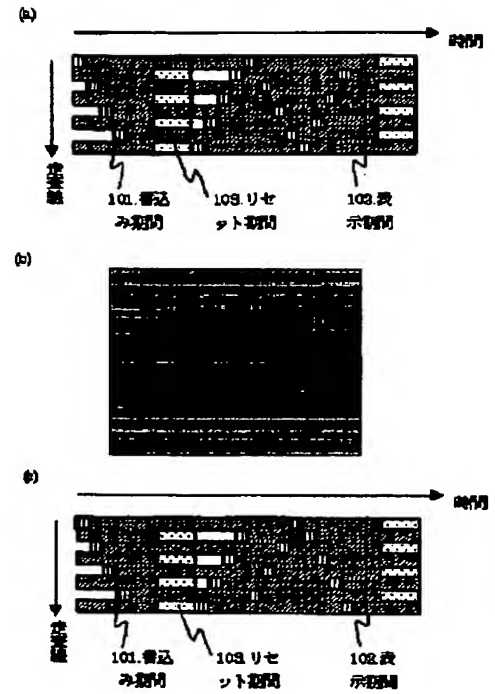 (a)
時間
走査線
101.書込
み期間
103.リセ
ット期間
102.表
示期間
(b)
(c)
時間
走査線
101.書込
み期間
103.リセ
ット期間
102.表
示期間